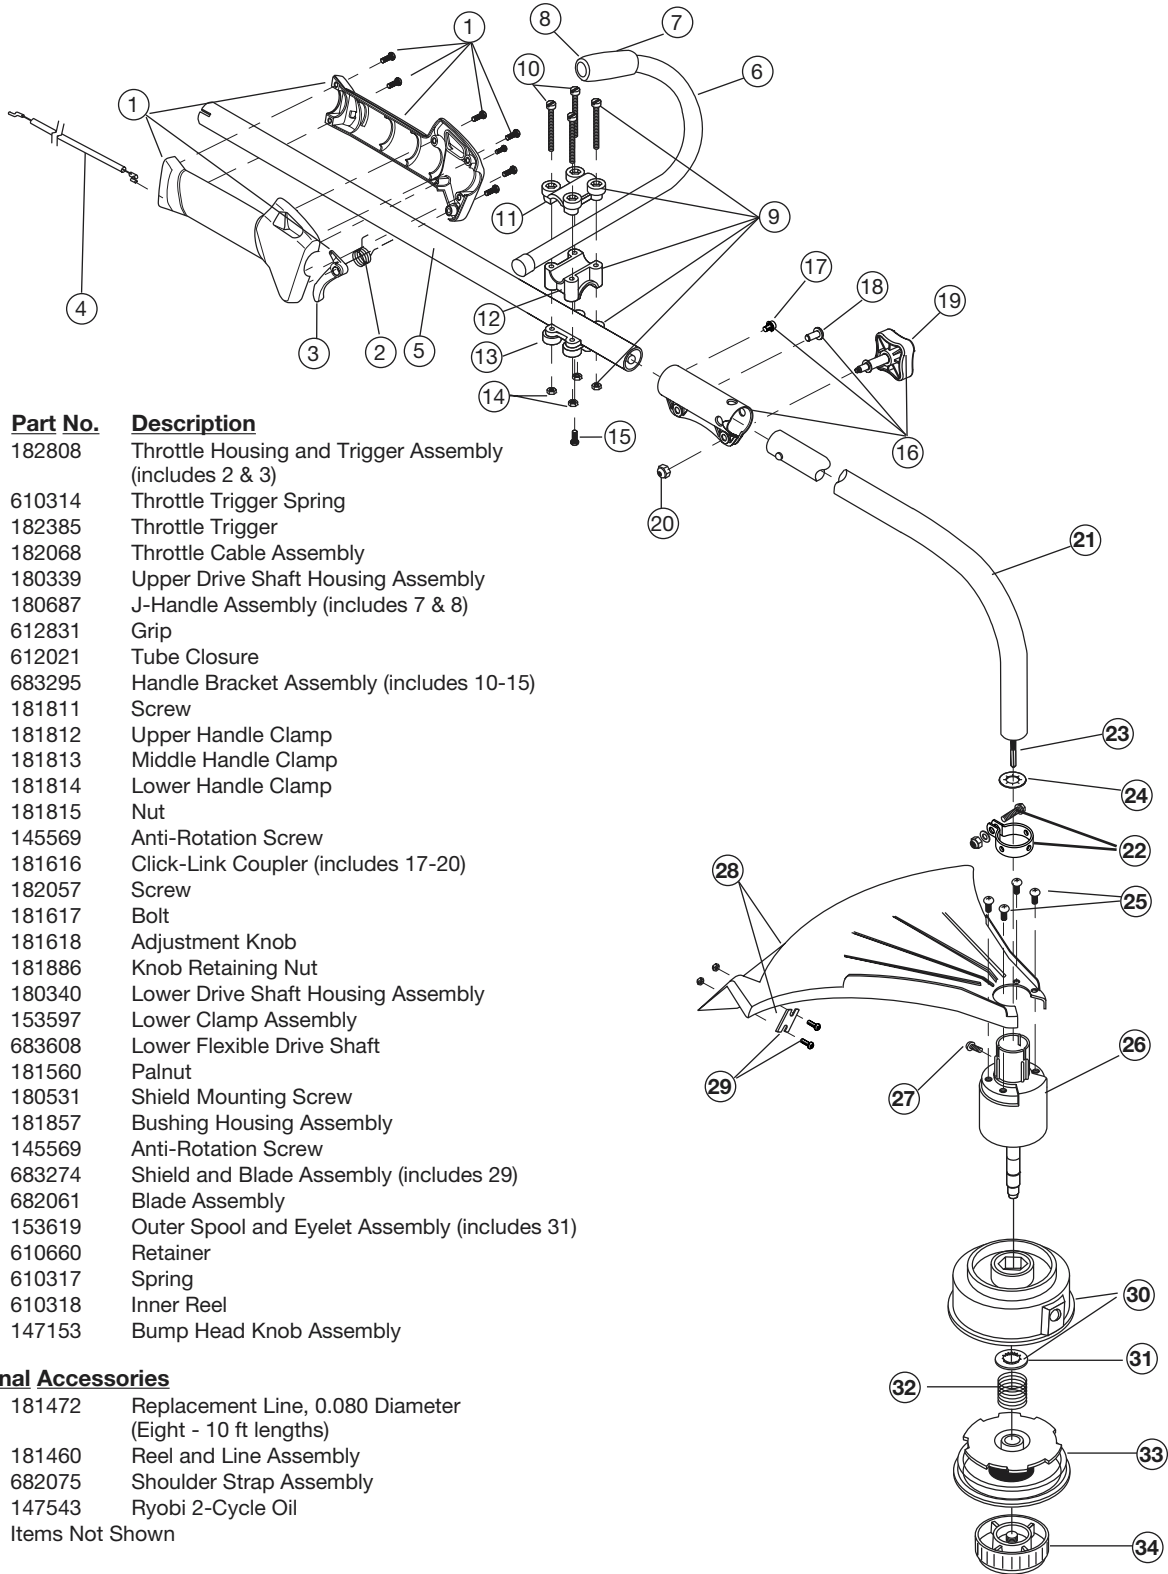 1
8
7
10
6
1
11
9
12
17
18
19
4
3
2
5
13
14
15
16
20
Part No. Description
182808 Throttle Housing and Trigger Assembly
(includes 2 & 3)
610314 Throttle Trigger Spring
182385 Throttle Trigger
182068 Throttle Cable Assembly
180339 Upper Drive Shaft Housing Assembly
180687 J-Handle Assembly (includes 7 & 8)
612831 Grip
612021 Tube Closure
683295 Handle Bracket Assembly (includes 10-15)
181811 Screw
181812 Upper Handle Clamp
181813 Middle Handle Clamp
181814 Lower Handle Clamp
181815 Nut
145569 Anti-Rotation Screw
181616 Click-Link Coupler (includes 17-20)
182057 Screw
181617 Bolt
181618 Adjustment Knob
181886 Knob Retaining Nut
180340 Lower Drive Shaft Housing Assembly
153597 Lower Clamp Assembly
683608 Lower Flexible Drive Shaft
181560 Palnut
180531 Shield Mounting Screw
181857 Bushing Housing Assembly
145569 Anti-Rotation Screw
683274 Shield and Blade Assembly (includes 29)
682061 Blade Assembly
153619 Outer Spool and Eyelet Assembly (includes 31)
610660 Retainer
610317 Spring
610318 Inner Reel
147153 Bump Head Knob Assembly
nal Accessories
181472 Replacement Line, 0.080 Diameter
(Eight - 10 ft lengths)
181460 Reel and Line Assembly
682075 Shoulder Strap Assembly
147543 Ryobi 2-Cycle Oil
Items Not Shown
21
23
24
22
28
25
29
27
26
30
31
32
33
34